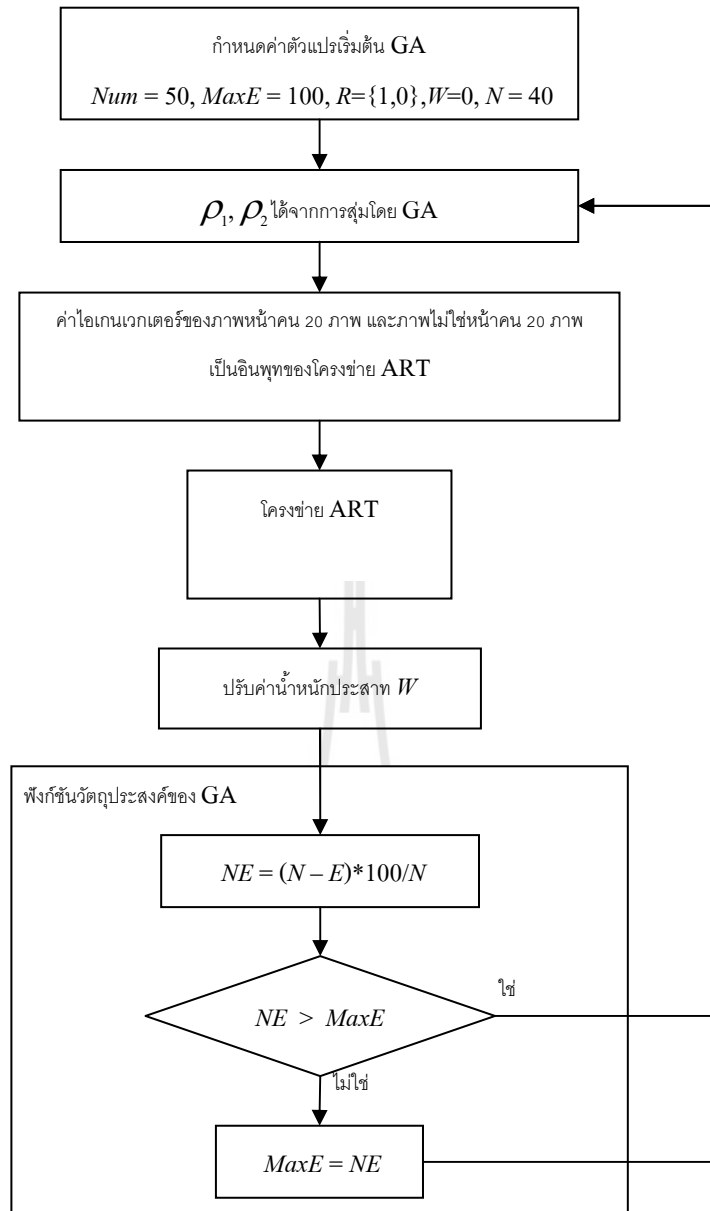 กำหนดค่าตัวแปรเริ่มต้น GA
Num = 50, MaxE = 100, R={1,0},W=0, N = 40
ρ₁, ρ₂ ได้จากการสุ่มโดย GA
ค่าไอเกนเวกเตอร์ของภาพหน้าคน 20 ภาพ และภาพไม่ใช่หน้าคน 20 ภาพ
เป็นอินพุทของโครงข่าย ART
โครงข่าย ART
ปรับค่าน้ำหนักประสาท W
ฟังก์ชันวัตถุประสงค์ของ GA
NE = (N – E)*100/N
ใช่
NE > MaxE
ไม่ใช่
MaxE = NE